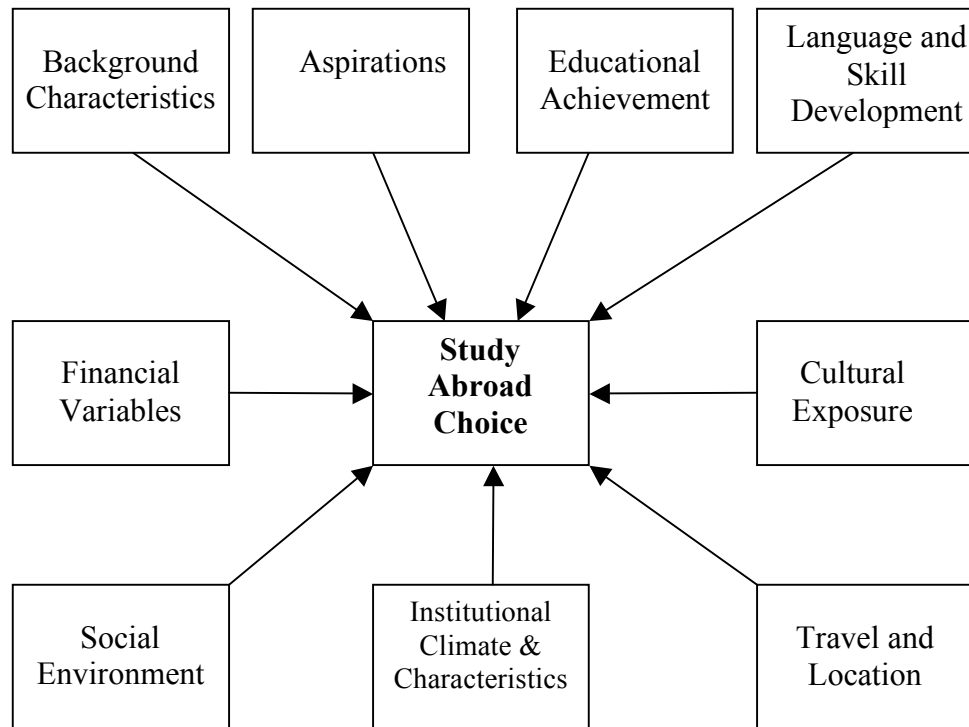 Background
Characteristics
Aspirations
Educational
Achievement
Language and
Skill
Development
Financial
Variables
Study
Abroad
Choice
Cultural
Exposure
Social
Environment
Institutional
Climate &
Characteristics
Travel and
Location